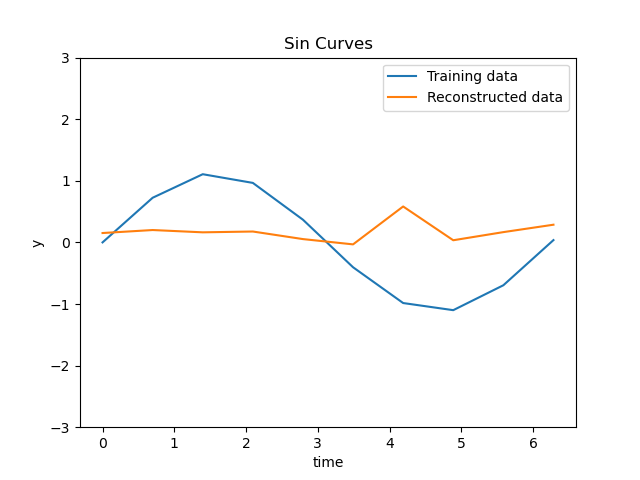 Sin Curves
Training data
Reconstructed data
3
2
1
0
−1
−2
−3
y
0 1 2 3 4 5 6
time